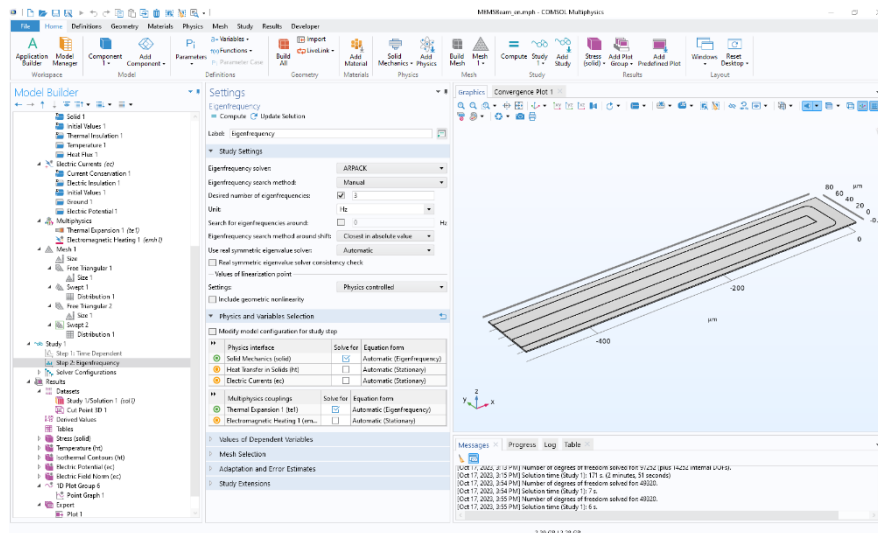 MEMSBeam_un.mph - COMSOL Multiphysics
File Home Definitions Geometry Materials Physics Mesh Study Results Developer
Application Builder
Model Manager
Component 1
Add Component
Parameters
a= Variables
f(x) Functions
Pi Parameter Case
Build All
Import
LiveLink
Add Material
Solid Mechanics
Add Physics
Build Mesh
Mesh 1
Compute
Study 1
Add Study
Stress (solid)
Add Plot Group
Add Predefined Plot
Windows
Reset Desktop
Workspace Model Definitions Geometry Materials Physics Mesh Study Results Layout
Model Builder
Solid 1
Initial Values 1
Thermal Insulation 1
Temperature 1
Heat Flux 1
Electric Currents (ec)
Current Conservation 1
Electric Insulation 1
Initial Values 1
Ground 1
Electric Potential 1
Multiphysics
Thermal Expansion 1 (te1)
Electromagnetic Heating 1 (emh1)
Mesh 1
Size
Free Triangular 1
Size 1
Swept 1
Distribution 1
Free Triangular 2
Size 1
Swept 2
Distribution 1
Study 1
Step 1: Time Dependent
Step 2: Eigenfrequency
Solver Configurations
Results
Datasets
Study 1/Solution 1 (sol1)
Cut Point 3D 1
Derived Values
Tables
Stress (solid)
Temperature (ht)
Isothermal Contours (ht)
Electric Potential (ec)
Electric Field Norm (ec)
1D Plot Group 6
Point Graph 1
Export
Plot 1
Settings
Eigenfrequency
= Compute Update Solution
Label: Eigenfrequency
Study Settings
Eigenfrequency solver: ARPACK
Eigenfrequency search method: Manual
Desired number of eigenfrequencies: 3
Unit: Hz
Search for eigenfrequencies around: 0 Hz
Eigenfrequency search method around shift: Closest in absolute value
Use real symmetric eigenvalue solver: Automatic
Real symmetric eigenvalue solver consistency check
Values of linearization point
Settings: Physics controlled
Include geometric nonlinearity
Physics and Variables Selection
Modify model configuration for study step
Physics interface Solve for Equation form
Solid Mechanics (solid) Automatic (Eigenfrequency)
Heat Transfer in Solids (ht) Automatic (Stationary)
Electric Currents (ec) Automatic (Stationary)
Multiphysics couplings Solve for Equation form
Thermal Expansion 1 (te1) Automatic (Eigenfrequency)
Electromagnetic Heating 1 (em... Automatic (Stationary)
Values of Dependent Variables
Mesh Selection
Adaptation and Error Estimates
Study Extensions
Graphics Convergence Plot 1
80 µm
60
40
20
0
0
-200
µm
-400
z
y x
Messages Progress Log Table
[Oct 17, 2023, 3:13 PM] Number of degrees of freedom solved for: 97252 (plus 14252 internal DOFs).
[Oct 17, 2023, 3:15 PM] Solution time (Study 1): 171 s. (2 minutes, 51 seconds)
[Oct 17, 2023, 3:54 PM] Number of degrees of freedom solved for: 49320.
[Oct 17, 2023, 3:54 PM] Solution time (Study 1): 7 s.
[Oct 17, 2023, 3:55 PM] Number of degrees of freedom solved for: 49320.
[Oct 17, 2023, 3:55 PM] Solution time (Study 1): 6 s.